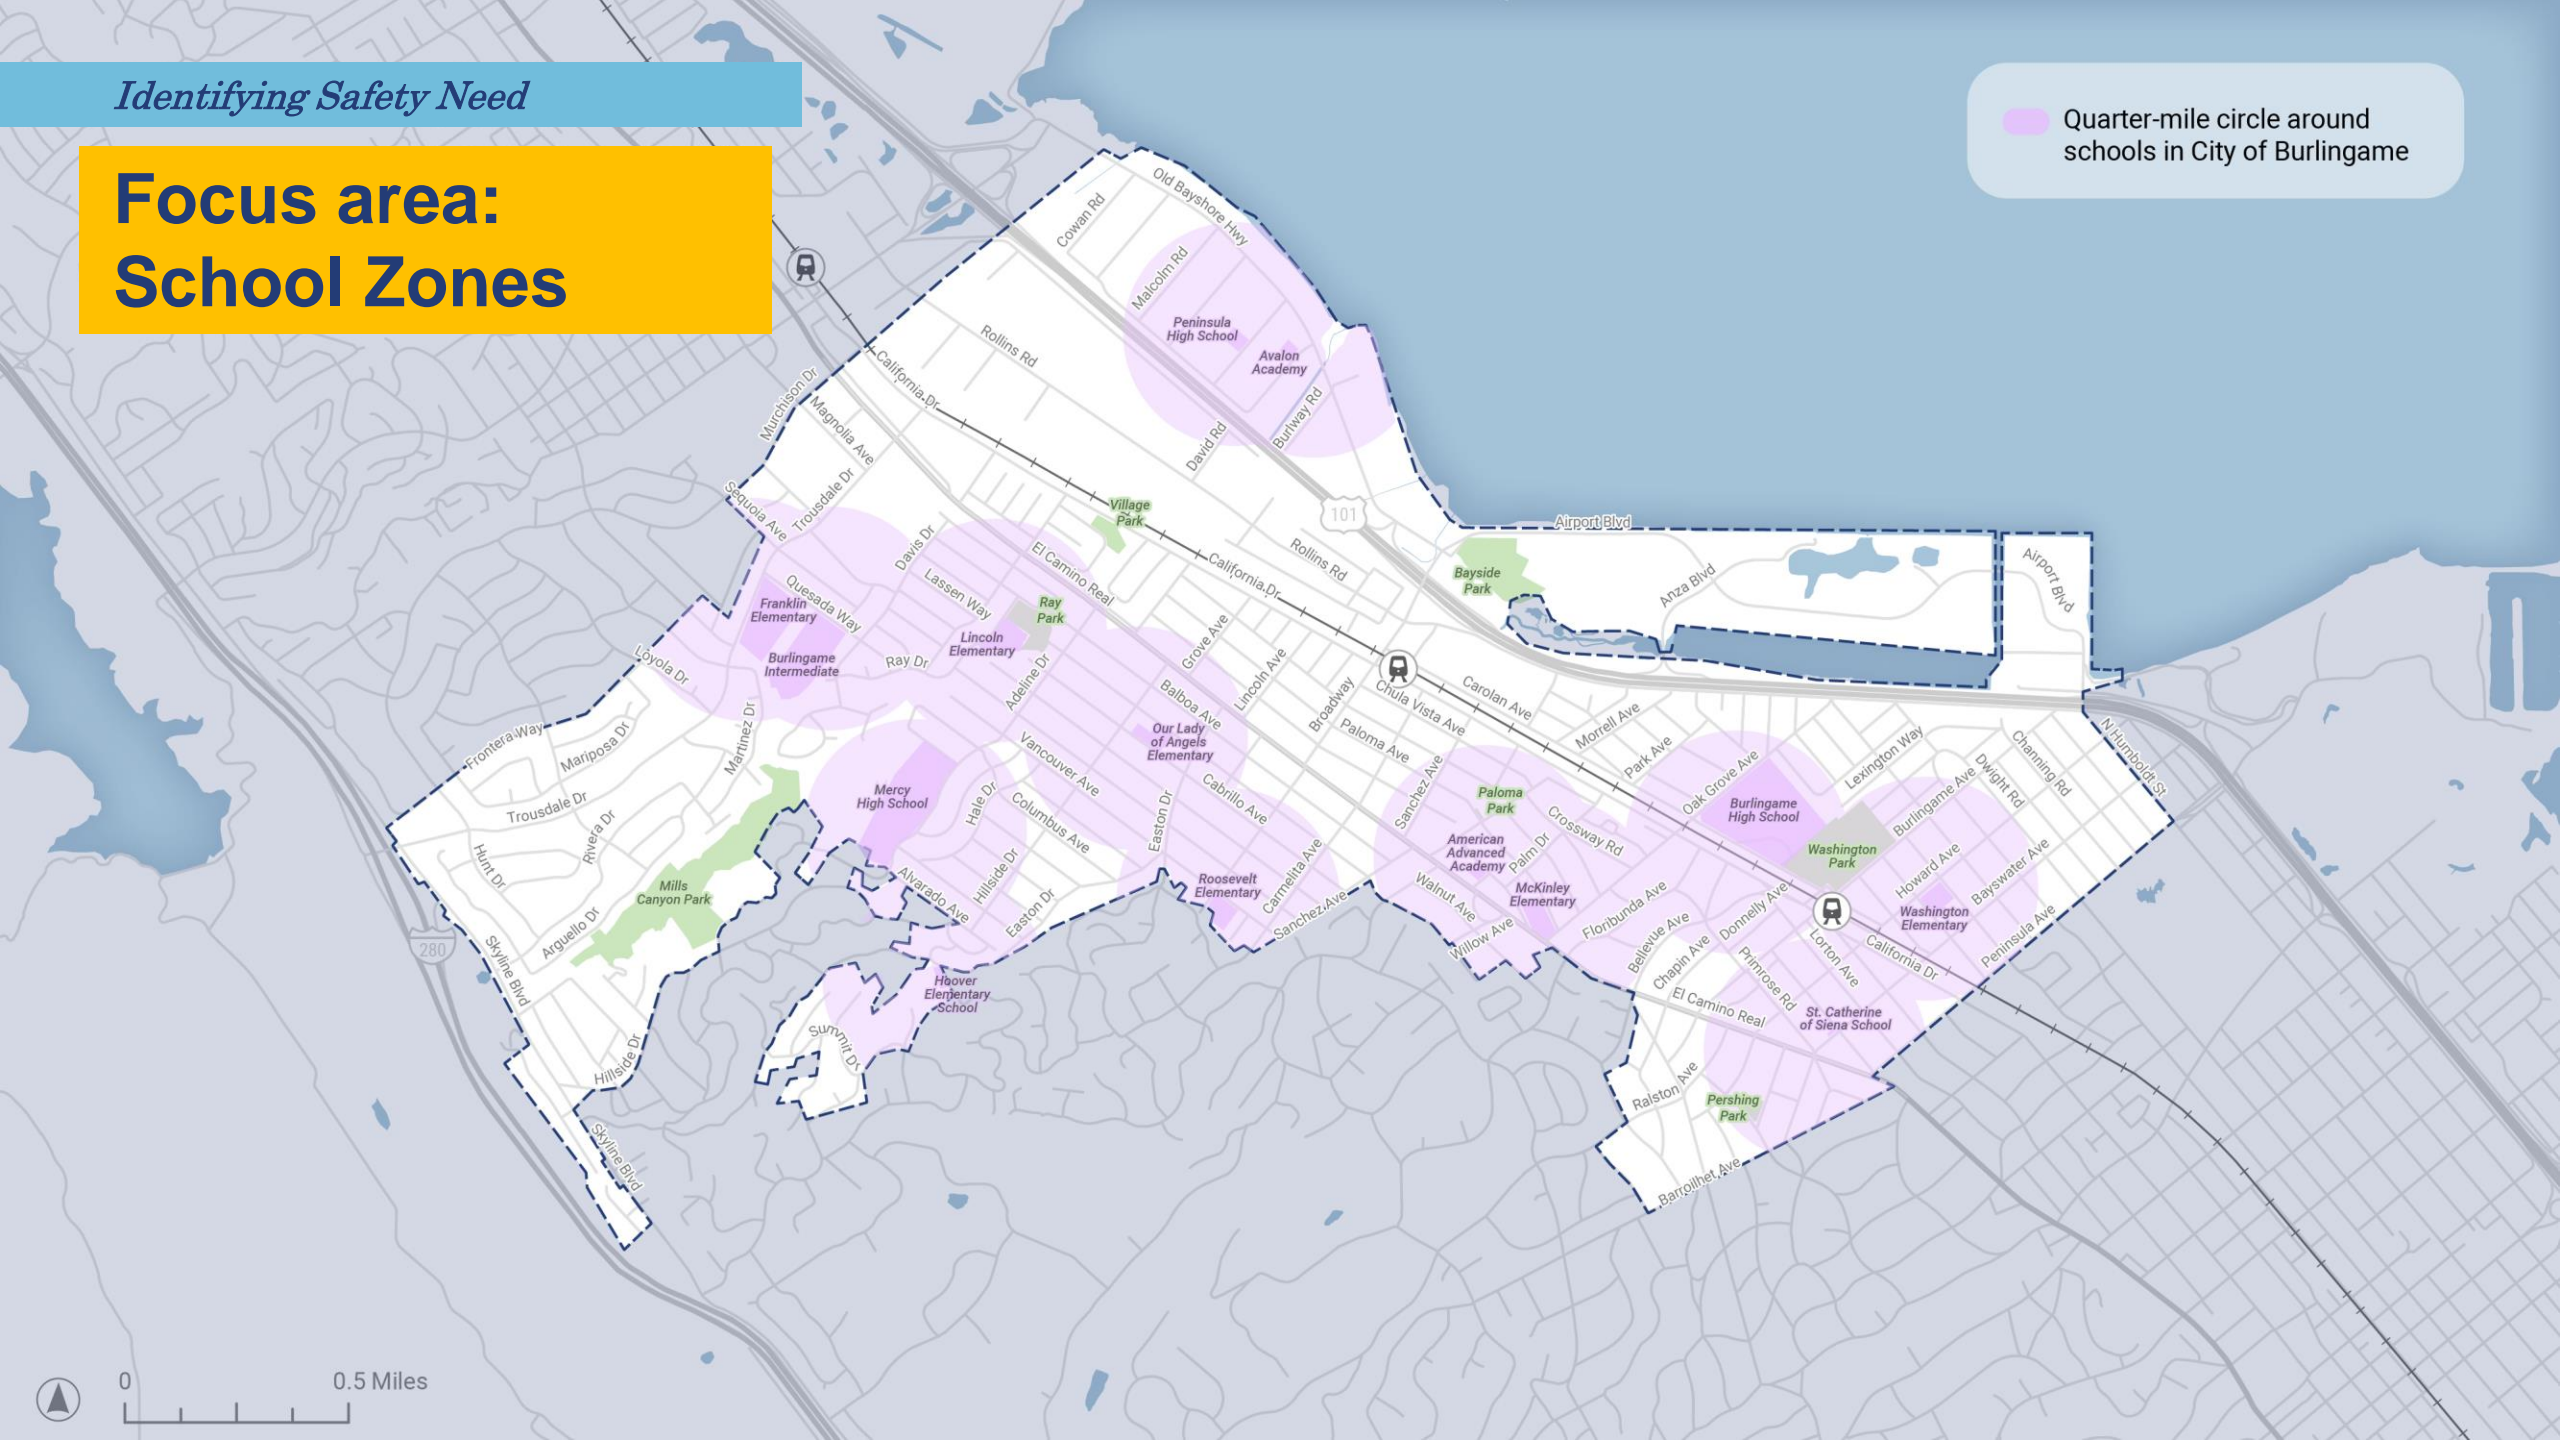 Identifying Safety Need
Focus area:
School Zones
Quarter-mile circle around
schools in City of Burlingame
Old Bayshore Hwy
Cowan Rd
Malcolm Rd
Peninsula
High School
Avalon
Academy
Rollins Rd
California Dr
Murchison Dr
Magnolia Ave
Burlway Rd
David Rd
Trousdale Dr
Sequoia Ave
Village
Park
101
Airport Blvd
Davis Dr
El Camino Real
California Dr
Rollins Rd
Bayside
Park
Anza Blvd
Airport Blvd
Quesada Way
Lassen Way
Franklin
Elementary
Ray
Park
Lincoln
Elementary
Grove Ave
Burlingame
Intermediate
Ray Dr
Loyola Dr
Adeline Dr
Balboa Ave
Lincoln Ave
Broadway
Chula Vista Ave
Carolan Ave
Morrell Ave
Paloma Ave
Park Ave
Frontera Way
Mariposa Dr
Martinez Dr
Our Lady
of Angels
Elementary
Vancouver Ave
Lexington Way
Channing Rd
N Humboldt St
Dwight Rd
Mercy
High School
Hale Dr
Columbus Ave
Cabrillo Ave
Easton Dr
Sanchez Ave
Paloma
Park
Crossway Rd
Oak Grove Ave
Burlingame
High School
Burlingame Ave
Trousdale Dr
Rivera Dr
Hunt Dr
Mills
Canyon Park
Alvarado Ave
Hillside Dr
Easton Dr
Roosevelt
Elementary
Carmelita Ave
Sanchez Ave
American
Advanced
Academy
Palm Dr
McKinley
Elementary
Walnut Ave
Willow Ave
Floribunda Ave
Washington
Park
Howard Ave
Bayswater Ave
Washington
Elementary
Peninsula Ave
Arguello Dr
Skyline Blvd
280
Bellevue Ave
Chapin Ave
Donnelly Ave
Primrose Rd
Lorton Ave
California Dr
Hoover
Elementary
School
El Camino Real
St. Catherine
of Siena School
Summit Dr
Hillside Dr
Ralston Ave
Pershing
Park
Skyline Blvd
Barroilhet Ave
0
0.5 Miles